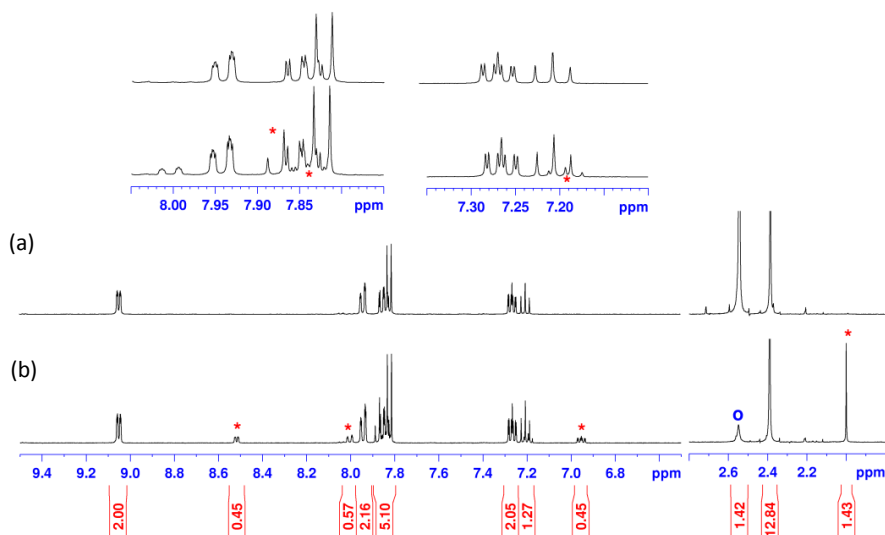 *
*
*
8.00 7.95 7.90 7.85 ppm
7.30 7.25 7.20 ppm
(a)
*
(b)
o
* * *
9.4 9.2 9.0 8.8 8.6 8.4 8.2 8.0 7.8 7.6 7.4 7.2 7.0 6.8 ppm
2.6 2.4 2.2 ppm
2.00 0.45 0.57 2.16 5.10 2.05 1.27 0.45 1.42 12.84 1.43